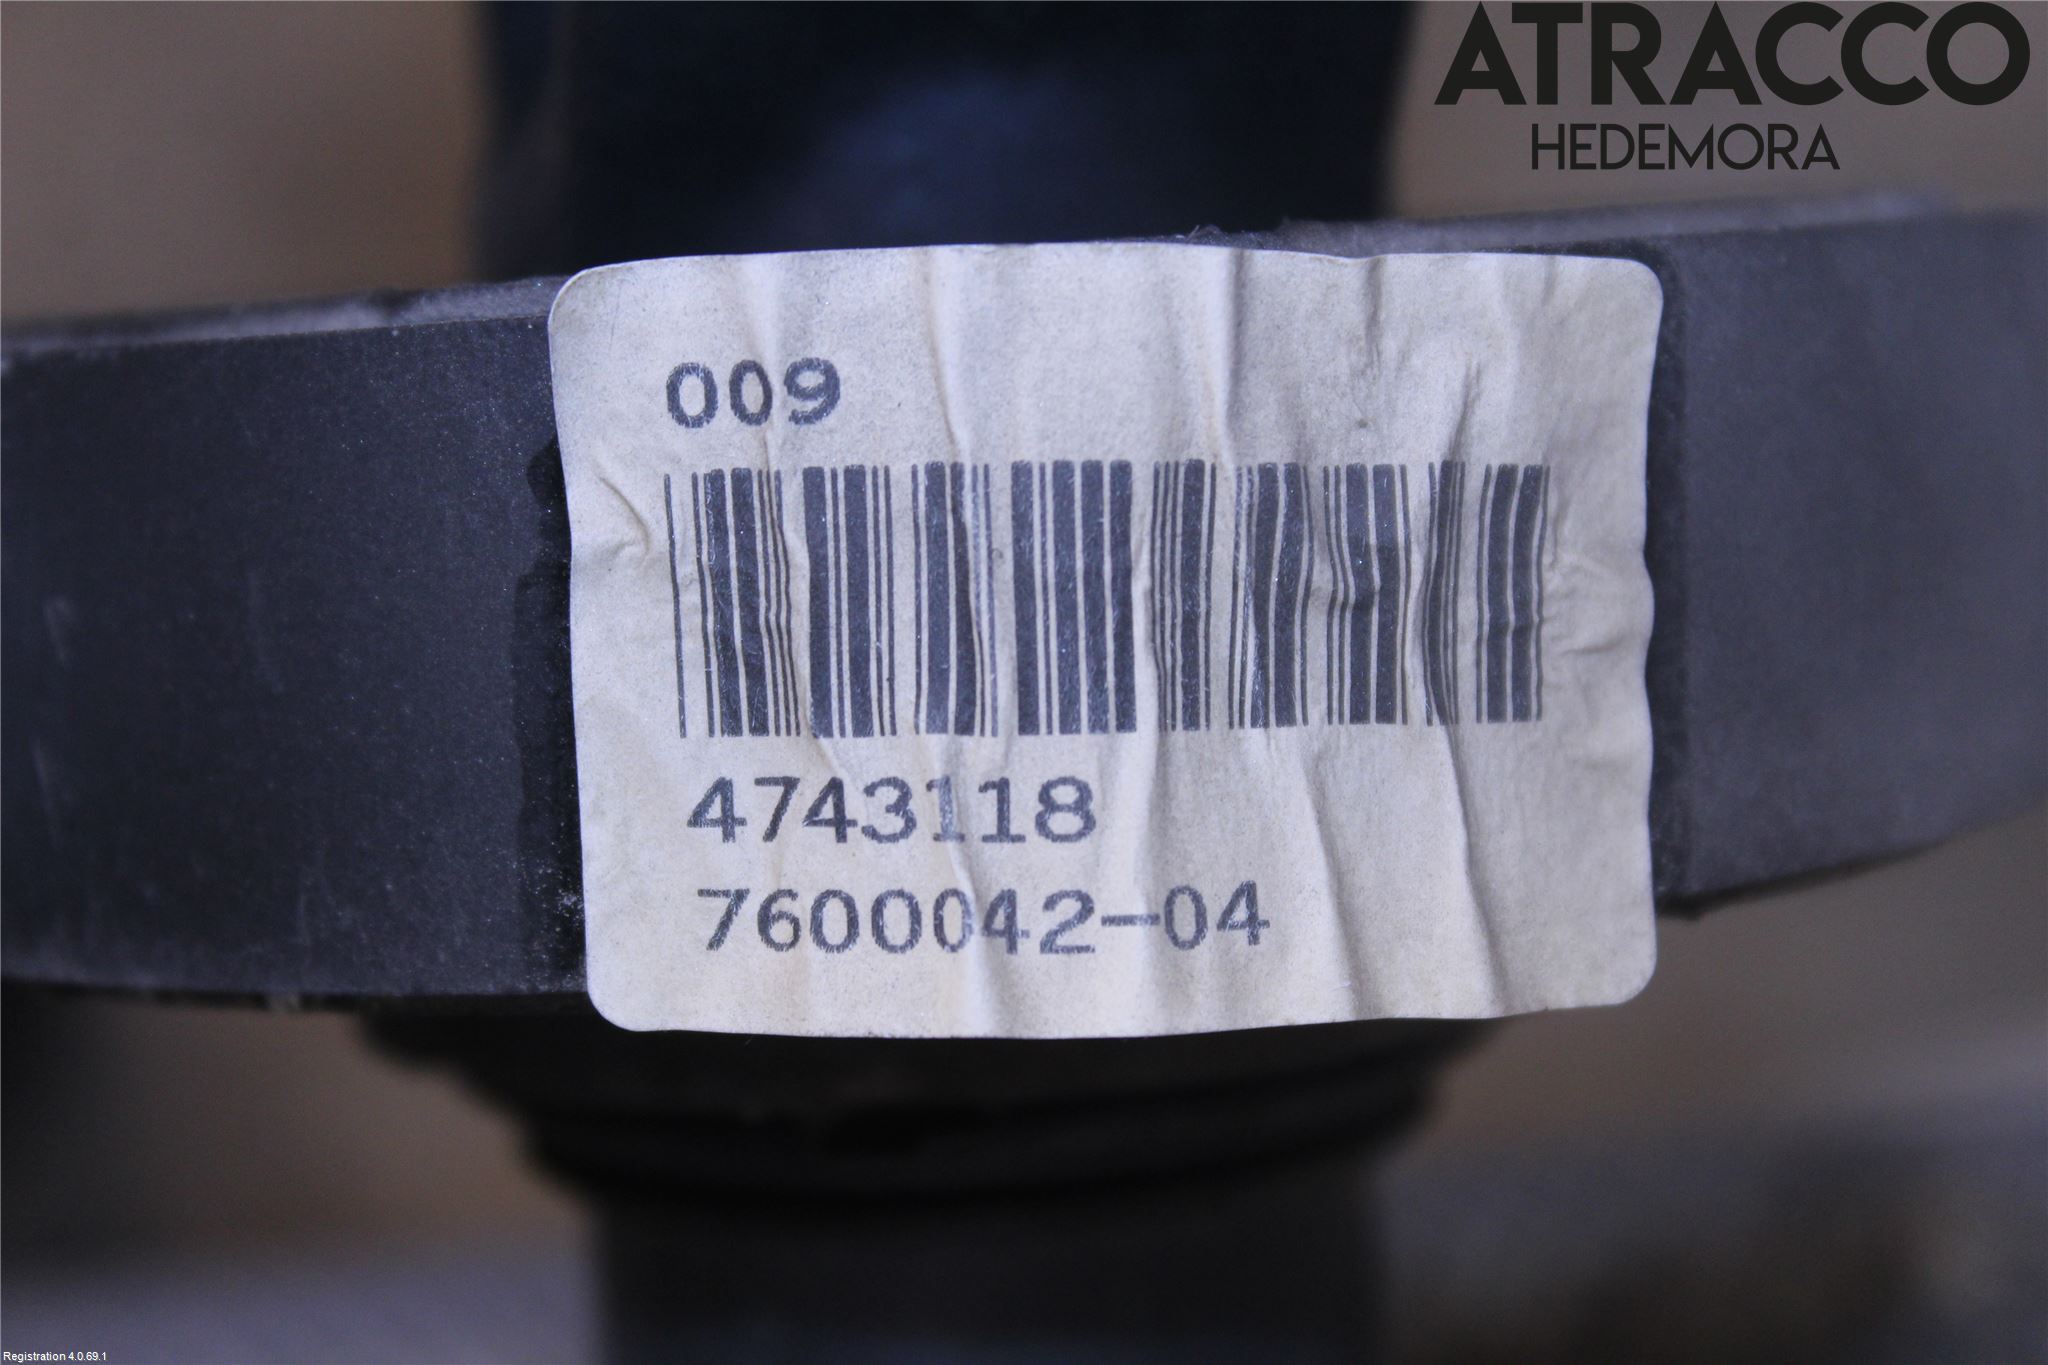 ATRACCO
HEDEMORA
009
4743118
7600042-04
Registration 4.0.69.1